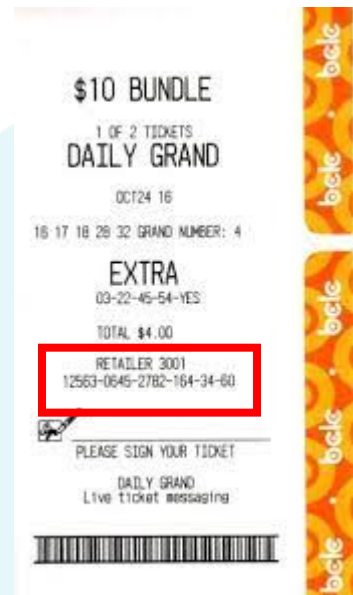 $10 BUNDLE
1 OF 2 TICKETS
DAILY GRAND
OCT24 16
16 17 18 28 32 GRAND NUMBER: 4
EXTRA
03-22-45-54-YES
TOTAL $4.00
RETAILER 3001
12563-0645-2782-164-34-60
PLEASE SIGN YOUR TICKET
DAILY GRAND
Live ticket messaging
bclc . bclc
bclc . bclc . bclc